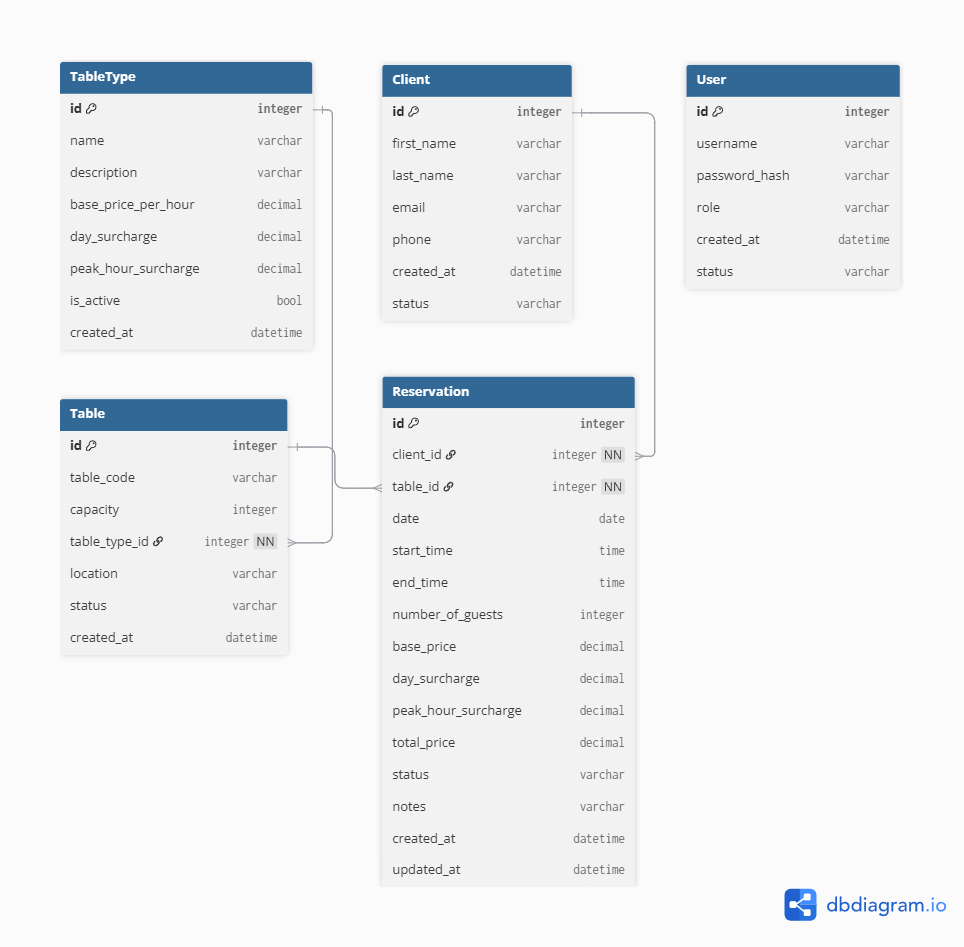 TableType
id integer
name varchar
description varchar
base_price_per_hour decimal
day_surcharge decimal
peak_hour_surcharge decimal
is_active bool
created_at datetime
Client
id integer
first_name varchar
last_name varchar
email varchar
phone varchar
created_at datetime
status varchar
User
id integer
username varchar
password_hash varchar
role varchar
created_at datetime
status varchar
Table
id integer
table_code varchar
capacity integer
table_type_id integer NN
location varchar
status varchar
created_at datetime
Reservation
id integer
client_id integer NN
table_id integer NN
date date
start_time time
end_time time
number_of_guests integer
base_price decimal
day_surcharge decimal
peak_hour_surcharge decimal
total_price decimal
status varchar
notes varchar
created_at datetime
updated_at datetime
dbdiagram.io